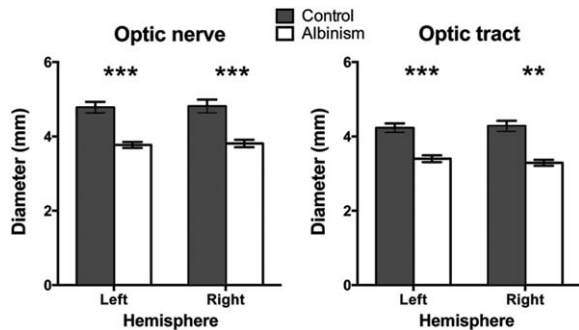 Control
Albinism
Optic nerve
Diameter (mm)
6
4
2
0
***
***
Left
Right
Hemisphere
Optic tract
Diameter (mm)
6
4
2
0
***
**
Left
Right
Hemisphere